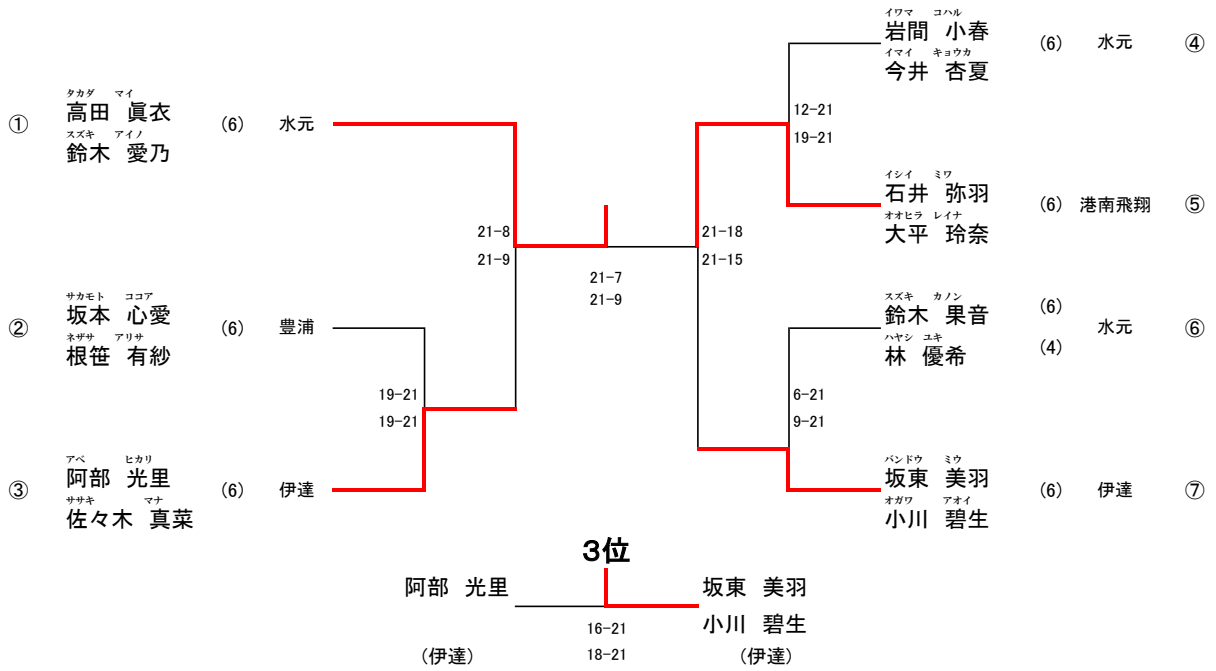 ① タカダ マイ
高田 眞衣
スズキ アイノ
鈴木 愛乃
(6) 水元
② サカモト ココア
坂本 心愛
ネザサ アリサ
根笹 有紗
(6) 豊浦
③ アベ ヒカリ
阿部 光里
ササキ マナ
佐々木 真菜
(6) 伊達
19-21
19-21
21-8
21-9
21-7
21-9
21-18
21-15
12-21
19-21
6-21
9-21
イワマ コハル
岩間 小春
イマイ キョウカ
今井 杏夏
(6) 水元 ④
イシイ ミワ
石井 弥羽
オオヒラ レイナ
大平 玲奈
(6) 港南飛翔 ⑤
スズキ カノン
鈴木 果音 (6)
ハヤシ ユキ
林 優希 (4)
水元 ⑥
バンドウ ミウ
坂東 美羽
オガワ アオイ
小川 碧生
(6) 伊達 ⑦
3位
阿部 光里
(伊達)
16-21
18-21
坂東 美羽
小川 碧生
(伊達)